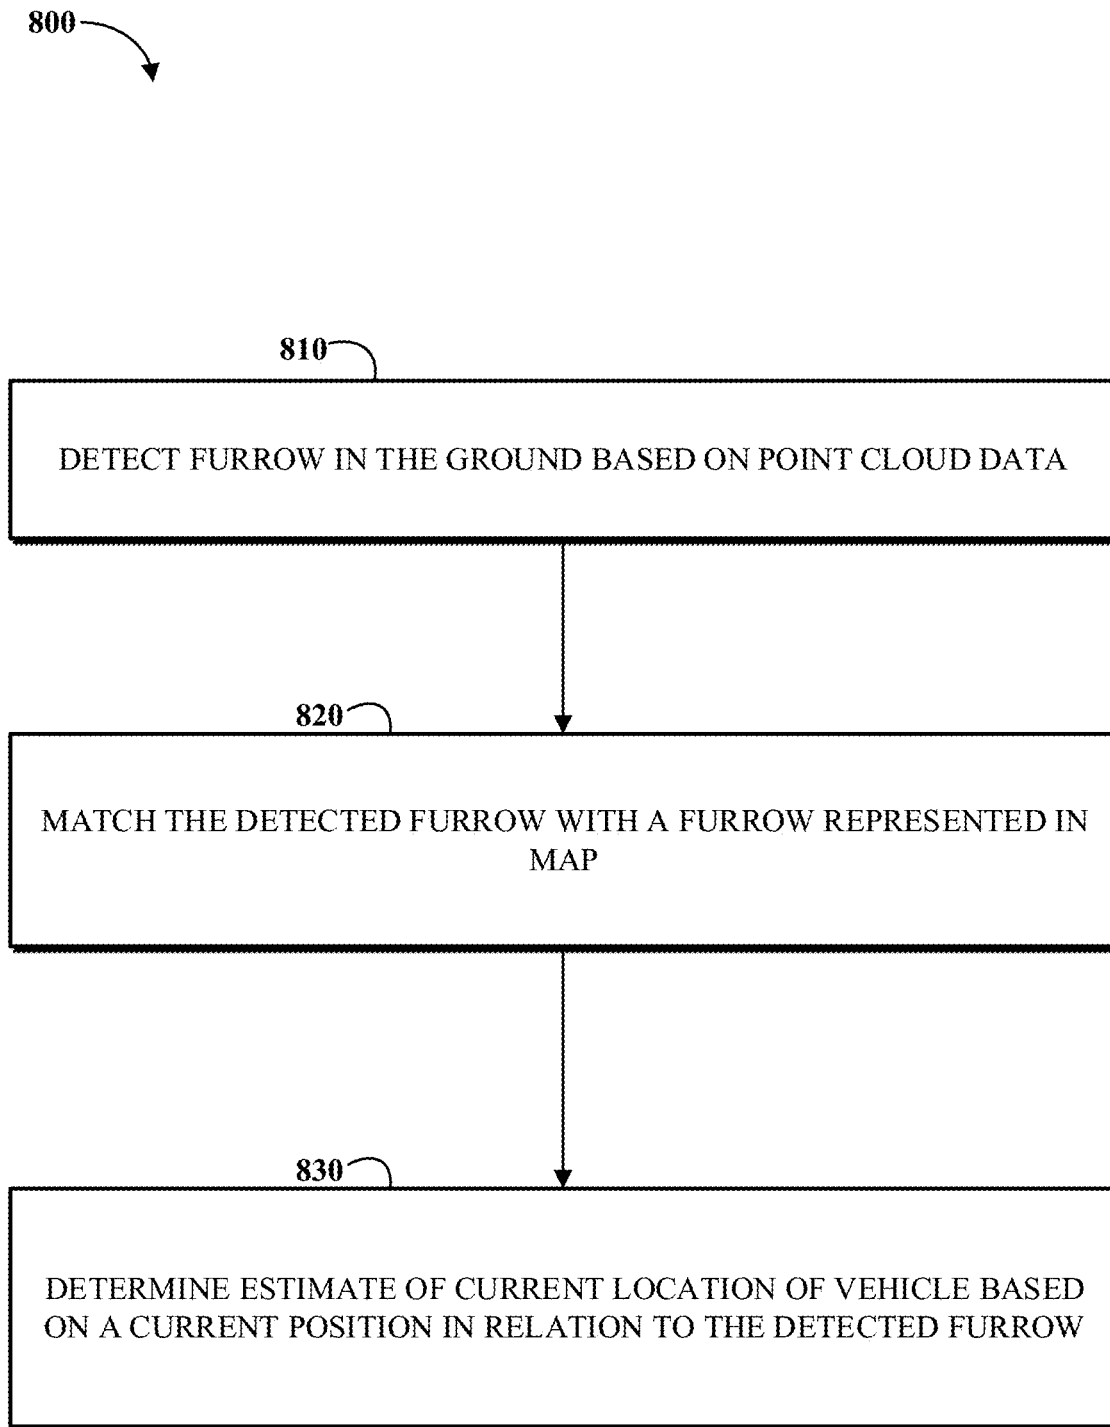 800
810
DETECT FURROW IN THE GROUND BASED ON POINT CLOUD DATA
820
MATCH THE DETECTED FURROW WITH A FURROW REPRESENTED IN
MAP
830
DETERMINE ESTIMATE OF CURRENT LOCATION OF VEHICLE BASED
ON A CURRENT POSITION IN RELATION TO THE DETECTED FURROW